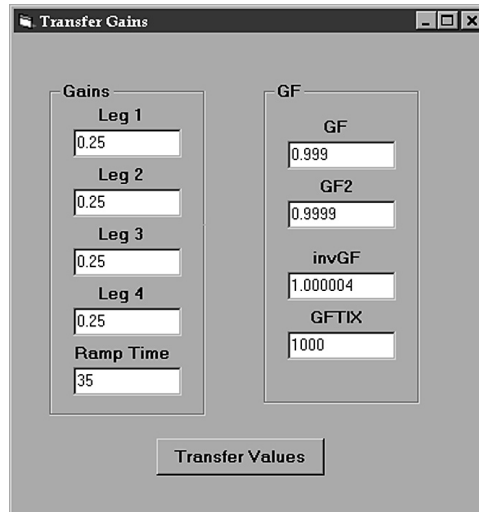 Transfer Gains
Gains
Leg 1
0.25
Leg 2
0.25
Leg 3
0.25
Leg 4
0.25
Ramp Time
35
GF
GF
0.999
GF2
0.9999
invGF
1.000004
GFTIX
1000
Transfer Values